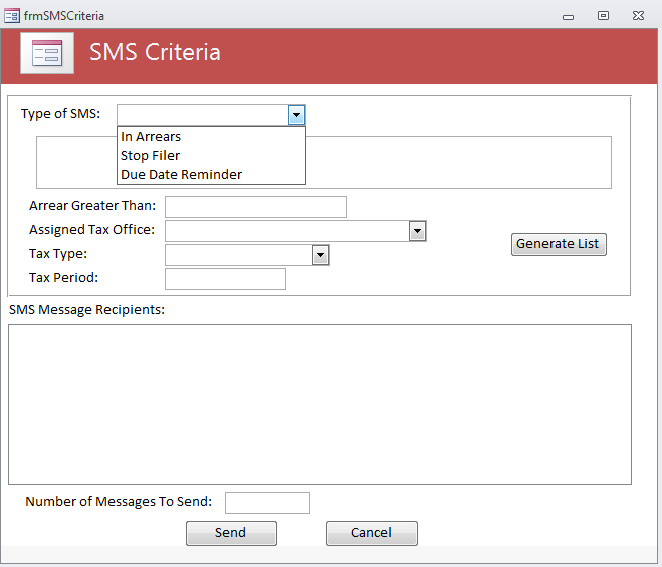 frmSMSCriteria
SMS Criteria
Type of SMS:
In Arrears
Stop Filer
Due Date Reminder
Arrear Greater Than:
Assigned Tax Office:
Generate List
Tax Type:
Tax Period:
SMS Message Recipients:
Number of Messages To Send:
Send Cancel